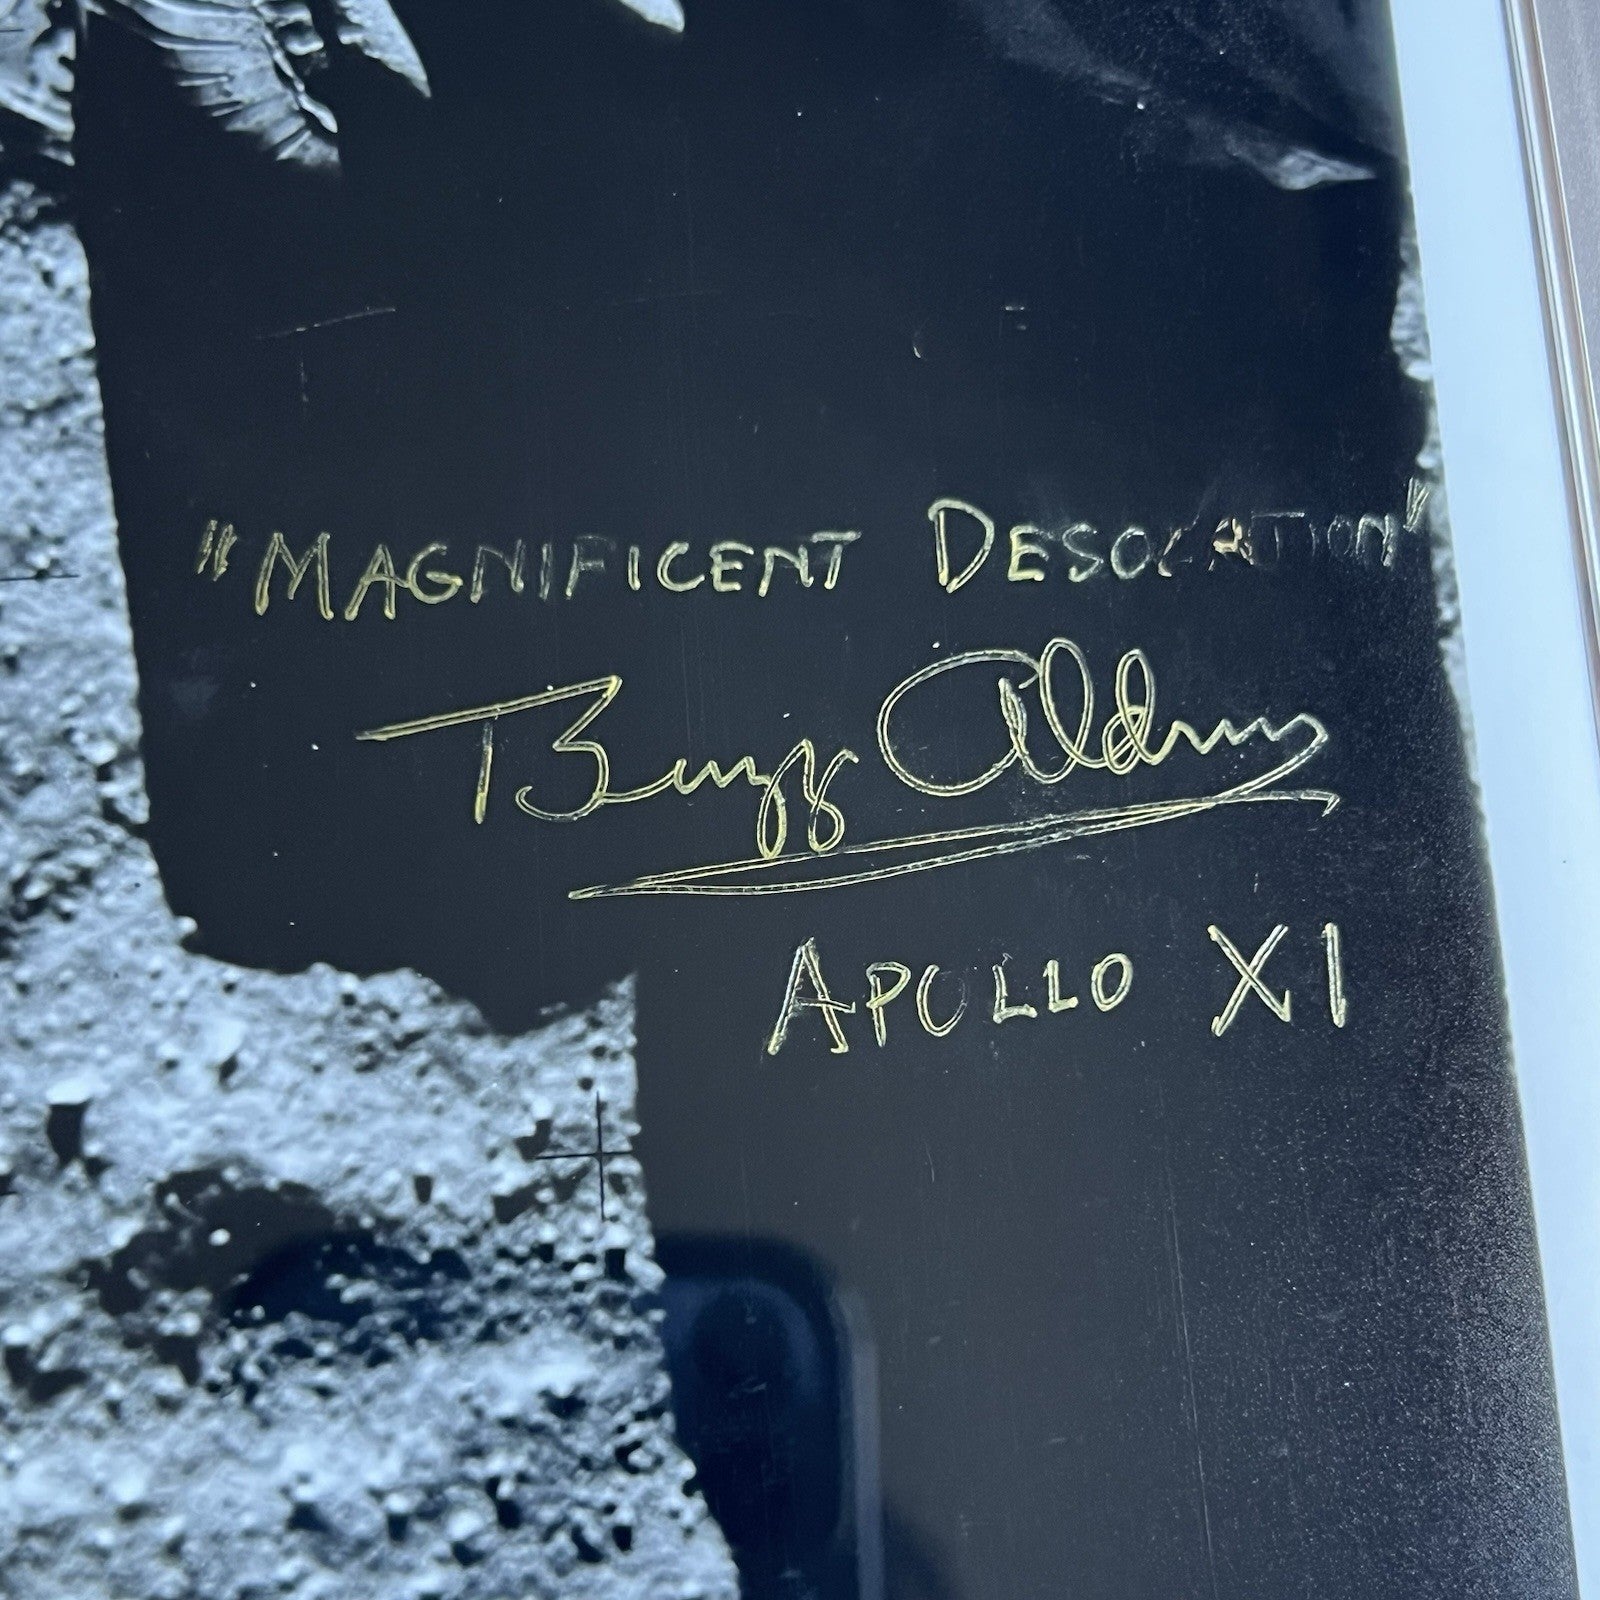 "MAGNIFICENT DESOLATION"
Buzz Aldrin
APOLLO XI